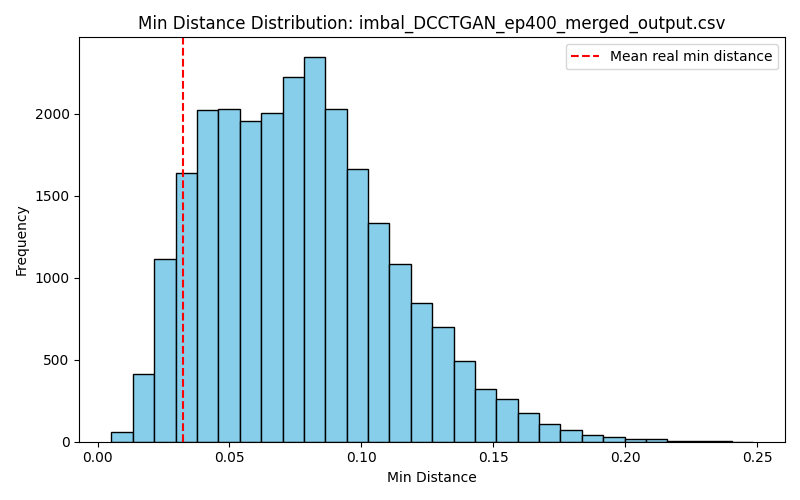 Min Distance Distribution: imbal_DCCTGAN_ep400_merged_output.csv
Mean real min distance
Frequency
2000
1500
1000
500
0
0.00 0.05 0.10 0.15 0.20 0.25
Min Distance